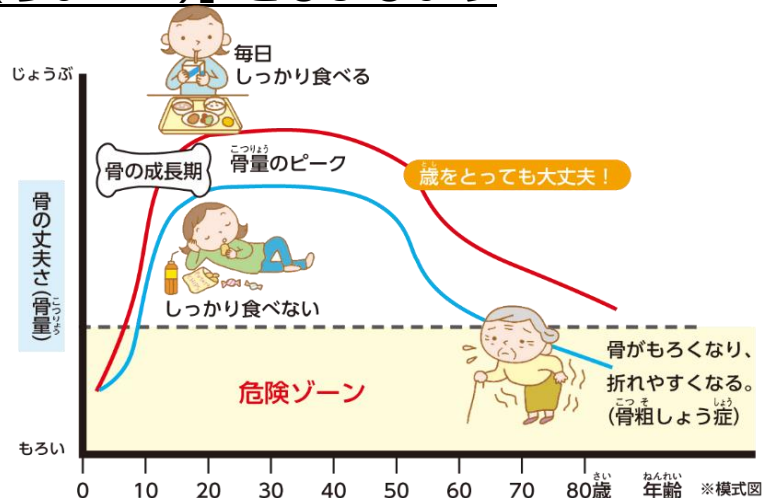 毎日
しっかり食べる
じょうぶ
骨の成長期
こつりょう
骨量のピーク
とし
歳をとっても大丈夫！
骨の丈夫さ（骨量）
こつりょう
しっかり食べない
危険ゾーン
骨がもろくなり、
折れやすくなる。
こつ そ しょう
（骨粗しょう症）
もろい
0 10 20 30 40 50 60 70 80歳 年齢 ※模式図
さい ねんれい